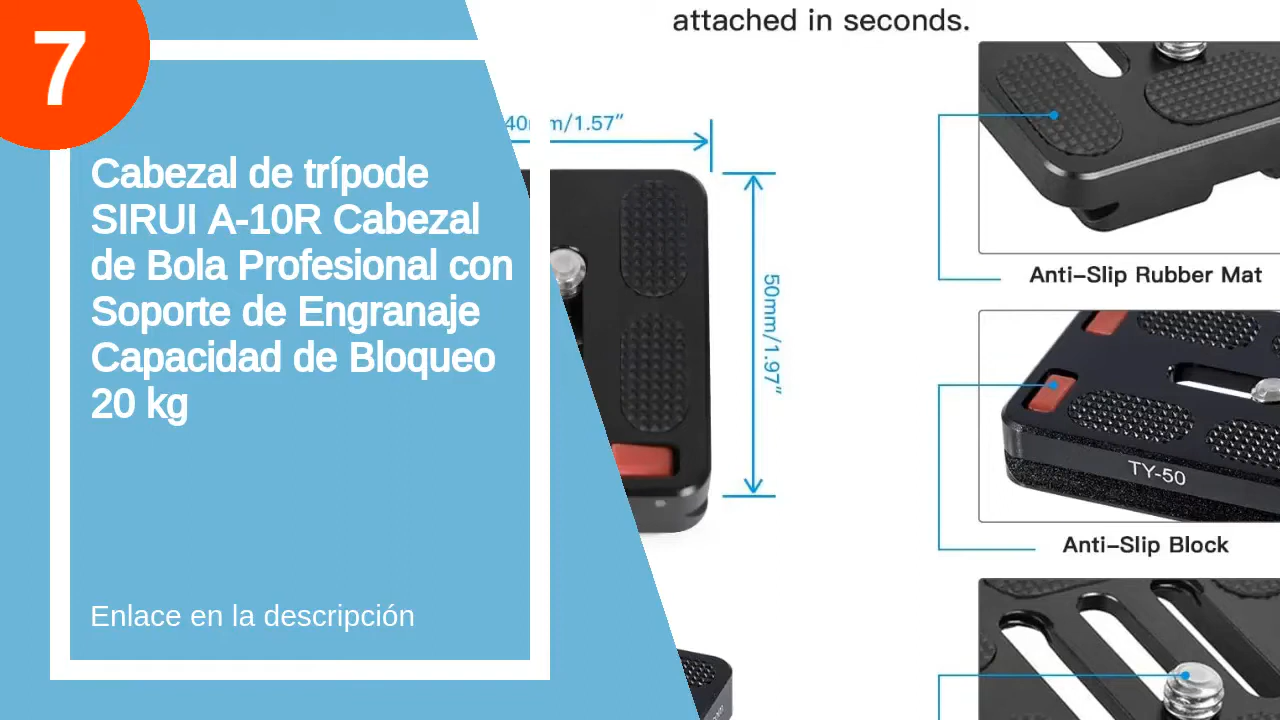 7
Cabezal de trípode
SIRUI A-10R Cabezal
de Bola Profesional con
Soporte de Engranaje
Capacidad de Bloqueo
20 kg
Enlace en la descripción
attached in seconds.
m/1.57”
50mm/1.97”
Anti-Slip Rubber Mat
TY-50
Anti-Slip Block